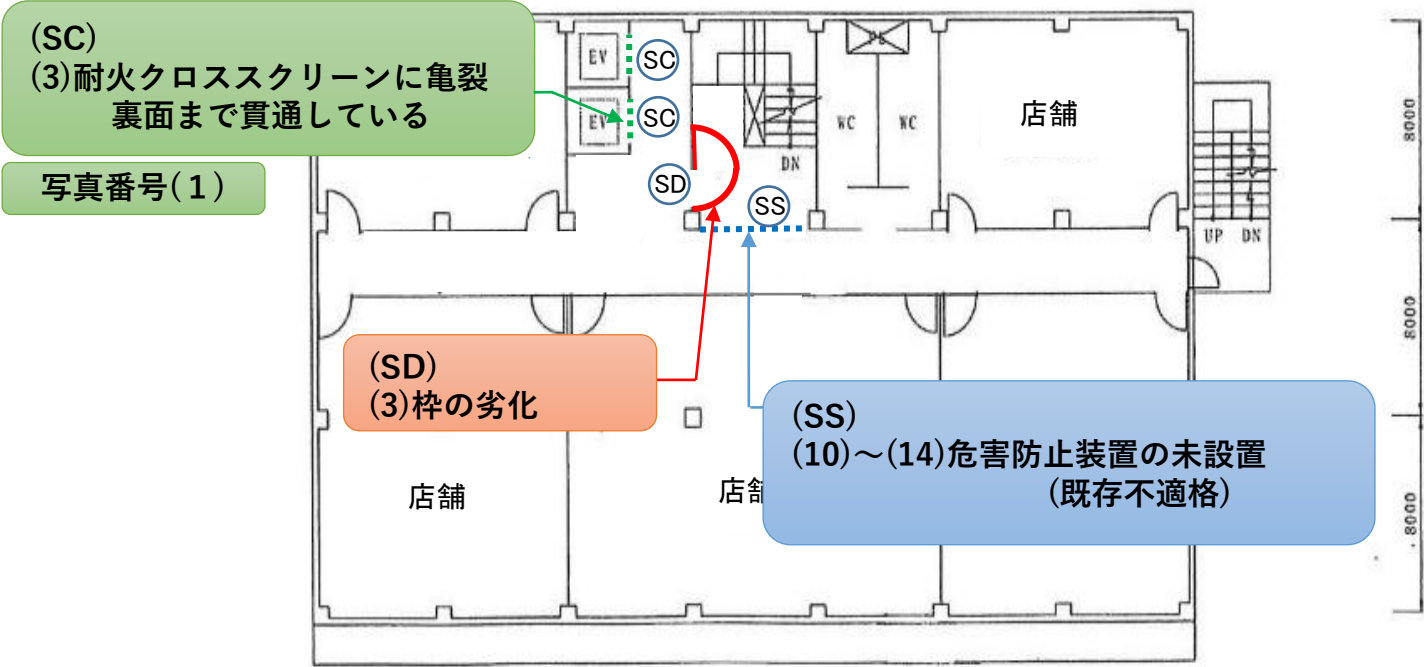 (SC)
(3)耐火クロススクリーンに亀裂
裏面まで貫通している
写真番号(１)
EV
SC
EV
SC
SD
SS
DN
PS
WC
WC
店舗
UP
DN
8000
8000
8000
(SD)
(3)枠の劣化
(SS)
(10)～(14)危害防止装置の未設置
(既存不適格)
店舗
店舗